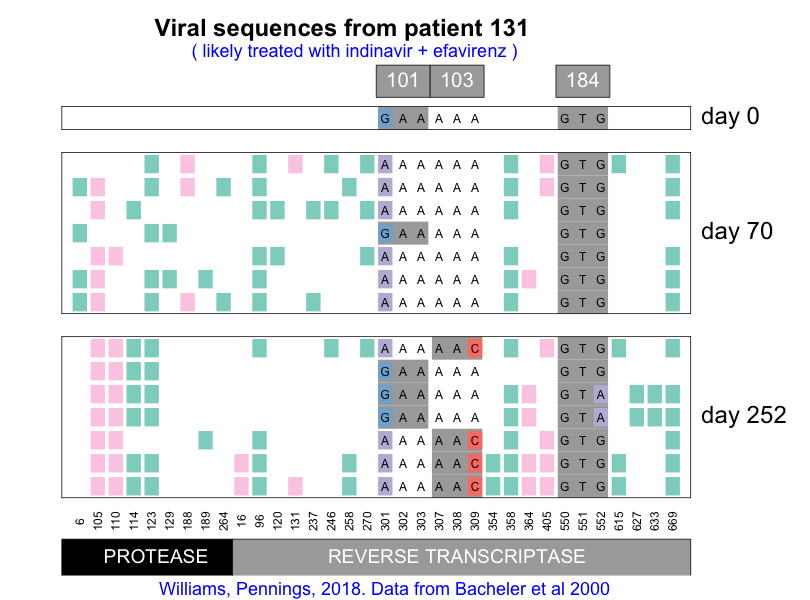 Viral sequences from patient 131
( likely treated with indinavir + efavirenz )
101 103 184
G A A A A A G T G day 0
A A A A A A G T G
A A A A A A G T G
A A A A A A G T G
G A A A A A G T G day 70
A A A A A A G T G
A A A A A A G T G
A A A A A A G T G
A A A A A C G T G
G A A A A A G T G
G A A A A A G T A
G A A A A A G T A day 252
A A A A A C G T G
A A A A A C G T G
A A A A A C G T G
6 105 110 114 123 129 188 189 264 16 96 120 131 237 246 258 270 301 302 303 307 308 309 354 358 364 405 550 551 552 615 627 633 669
PROTEASE REVERSE TRANSCRIPTASE
Williams, Pennings, 2018. Data from Bacheler et al 2000